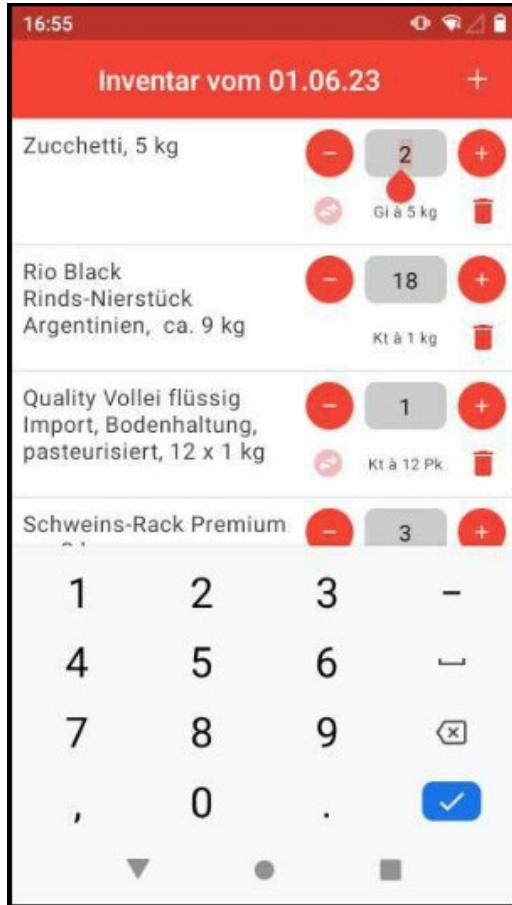 16:55
Inventar vom 01.06.23 +
Zucchetti, 5 kg
− 2 +
Gi à 5 kg
Rio Black
Rinds-Nierstück
Argentinien, ca. 9 kg
− 18 +
Kt à 1 kg
Quality Vollei flüssig
Import, Bodenhaltung,
pasteurisiert, 12 x 1 kg
− 1 +
Kt à 12 Pk
Schweins-Rack Premium
− 3 +
1 2 3 −
4 5 6
7 8 9
, 0 .